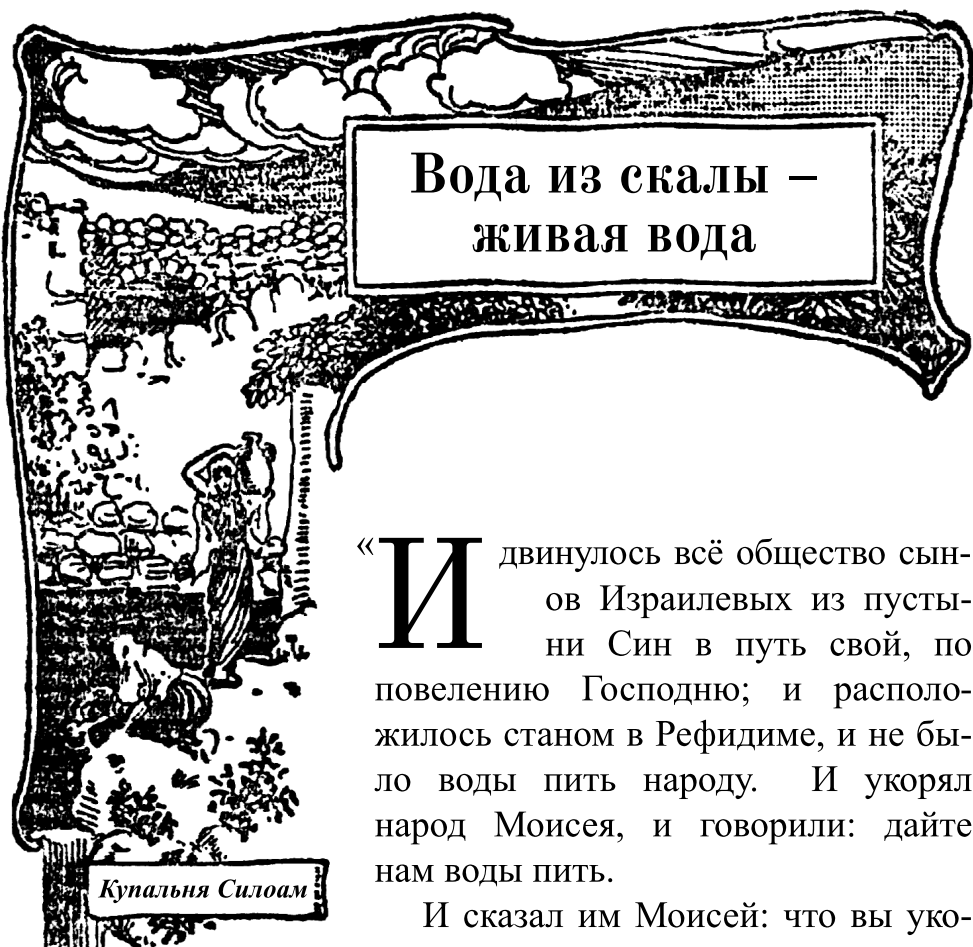 Вода из скалы –
живая вода
«И двинулось всё общество сын-
ов Израилевых из пусты-
ни Син в путь свой, по
повелению Господню; и располо-
жилось станом в Рефидиме, и не бы-
ло воды пить народу. И укорял
народ Моисея, и говорили: дайте
нам воды пить.
И сказал им Моисей: что вы уко-
Купальня Силоам